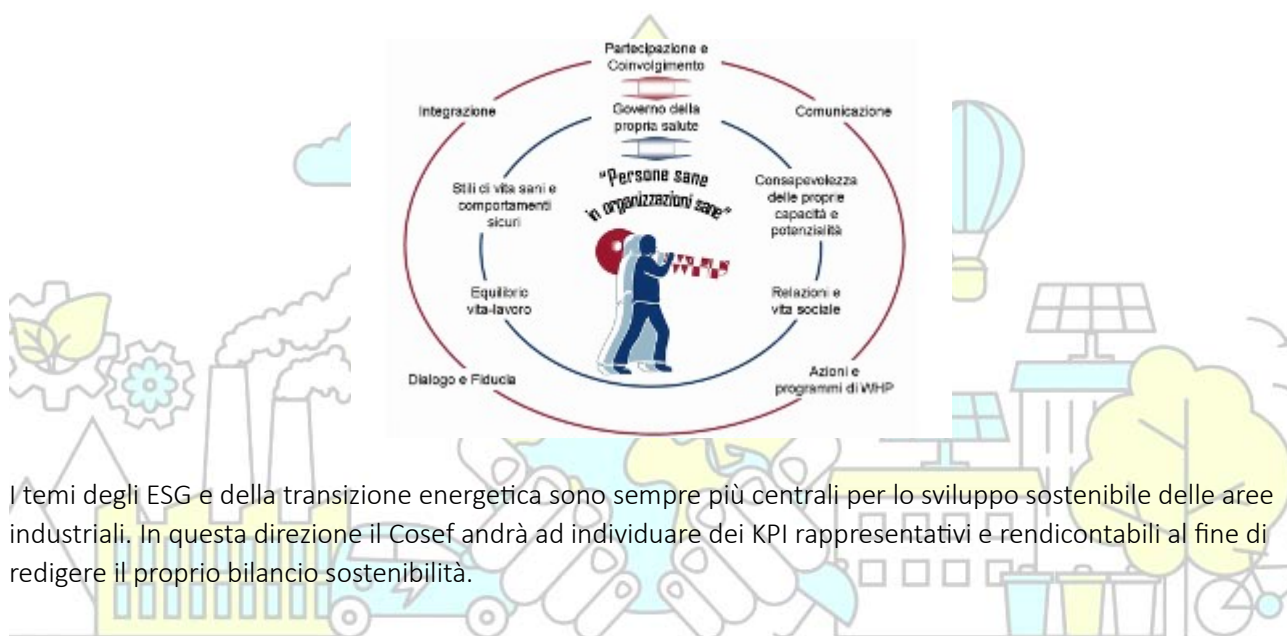 Partecipazione e
Coinvolgimento
Integrazione
Governo della
propria salute
Comunicazione
Stili di vita sani e
comportamenti
sicuri
"Persone sane
in organizzazioni sane"
Consapevolezza
delle proprie
capacità e
potenzialità
Equilibrio
vita-lavoro
Relazioni e
vita sociale
Dialogo e Fiducia
Azioni e
programmi di WHP
I temi degli ESG e della transizione energetica sono sempre più centrali per lo sviluppo sostenibile delle aree
industriali. In questa direzione il Cosef andrà ad individuare dei KPI rappresentativi e rendicontabili al fine di
redigere il proprio bilancio sostenibilità.